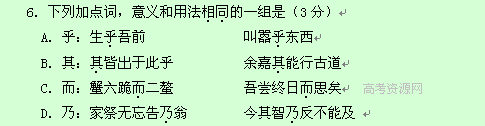 6. 下列加点词，意义和用法相同的一组是（3 分）↵
A. 乎：生乎吾前 叫嚣乎东西↵
B. 其：其皆出于此乎 余嘉其能行古道↵
C. 而：蟹六跪而二螯 吾尝终日而思矣↵ 高考资源网
D. 乃：家祭无忘告乃翁 今其智乃反不能及 ↵